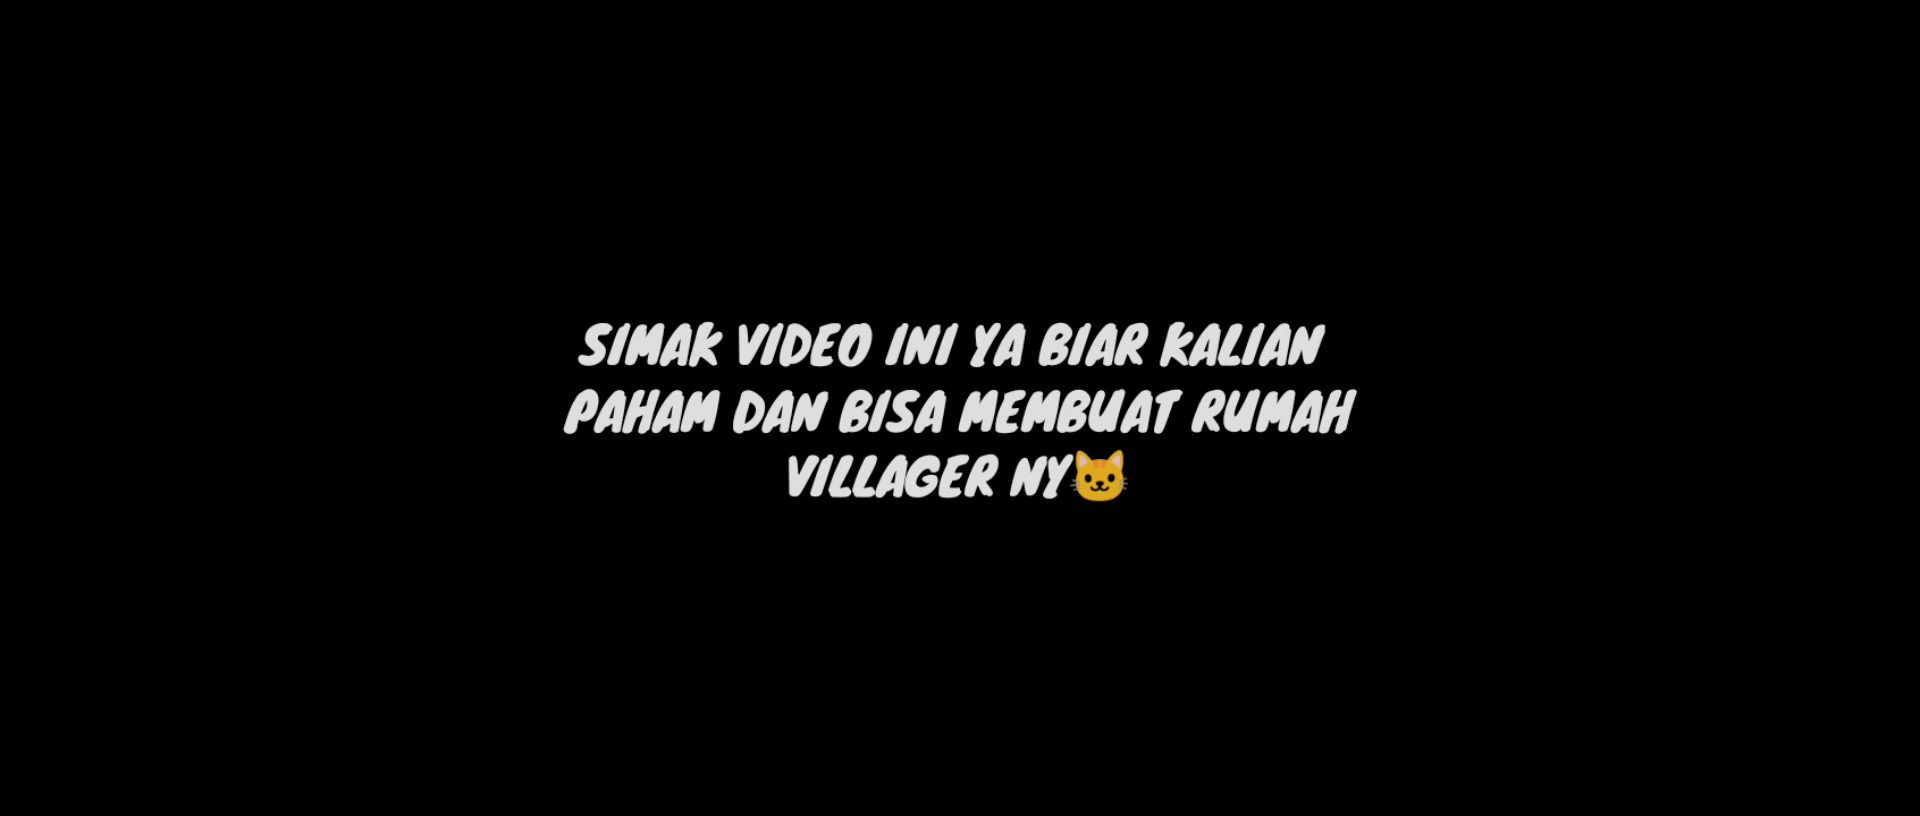 SIMAK VIDEO INI YA BIAR KALIAN
PAHAM DAN BISA MEMBUAT RUMAH
VILLAGER NY🐱